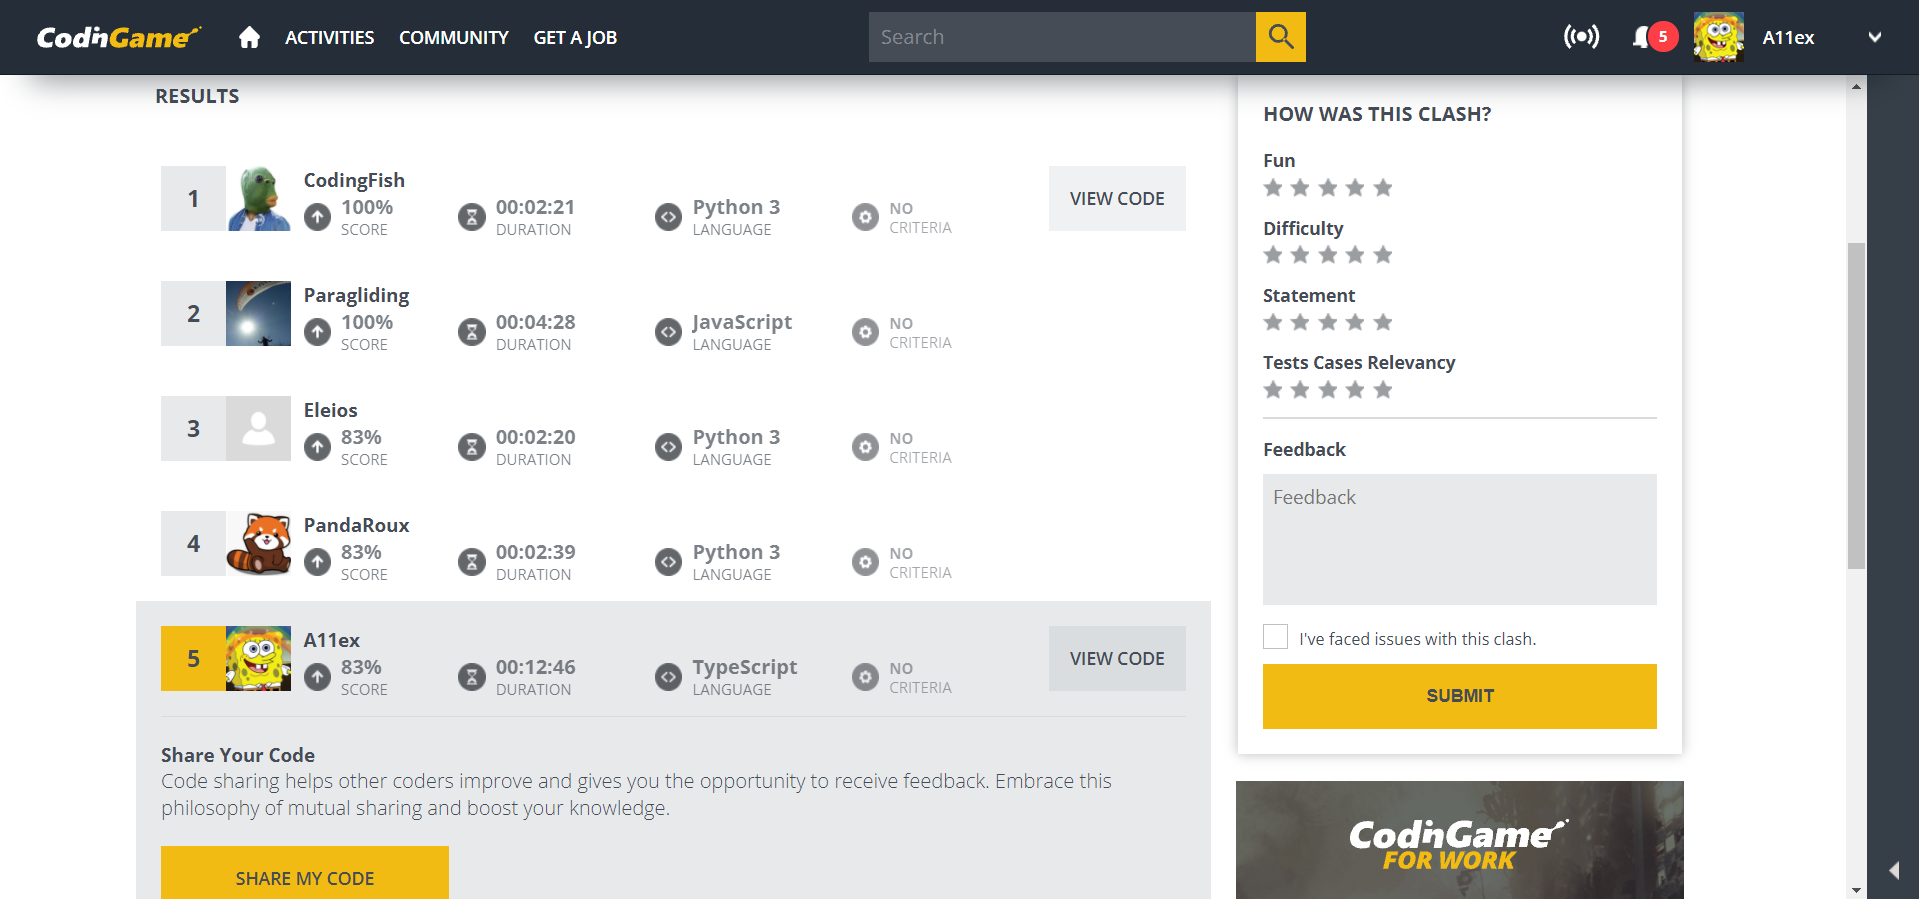 CodinGame
ACTIVITIES
COMMUNITY
GET A JOB
Search
5
A11ex
RESULTS
1
CodingFish
100%
SCORE
00:02:21
DURATION
Python 3
LANGUAGE
NO
CRITERIA
VIEW CODE
2
Paragliding
100%
SCORE
00:04:28
DURATION
JavaScript
LANGUAGE
NO
CRITERIA
3
Eleios
83%
SCORE
00:02:20
DURATION
Python 3
LANGUAGE
NO
CRITERIA
4
PandaRoux
83%
SCORE
00:02:39
DURATION
Python 3
LANGUAGE
NO
CRITERIA
5
A11ex
83%
SCORE
00:12:46
DURATION
TypeScript
LANGUAGE
NO
CRITERIA
VIEW CODE
Share Your Code
Code sharing helps other coders improve and gives you the opportunity to receive feedback. Embrace this
philosophy of mutual sharing and boost your knowledge.
SHARE MY CODE
HOW WAS THIS CLASH?
Fun
Difficulty
Statement
Tests Cases Relevancy
Feedback
Feedback
I've faced issues with this clash.
SUBMIT
CodinGame
FOR WORK